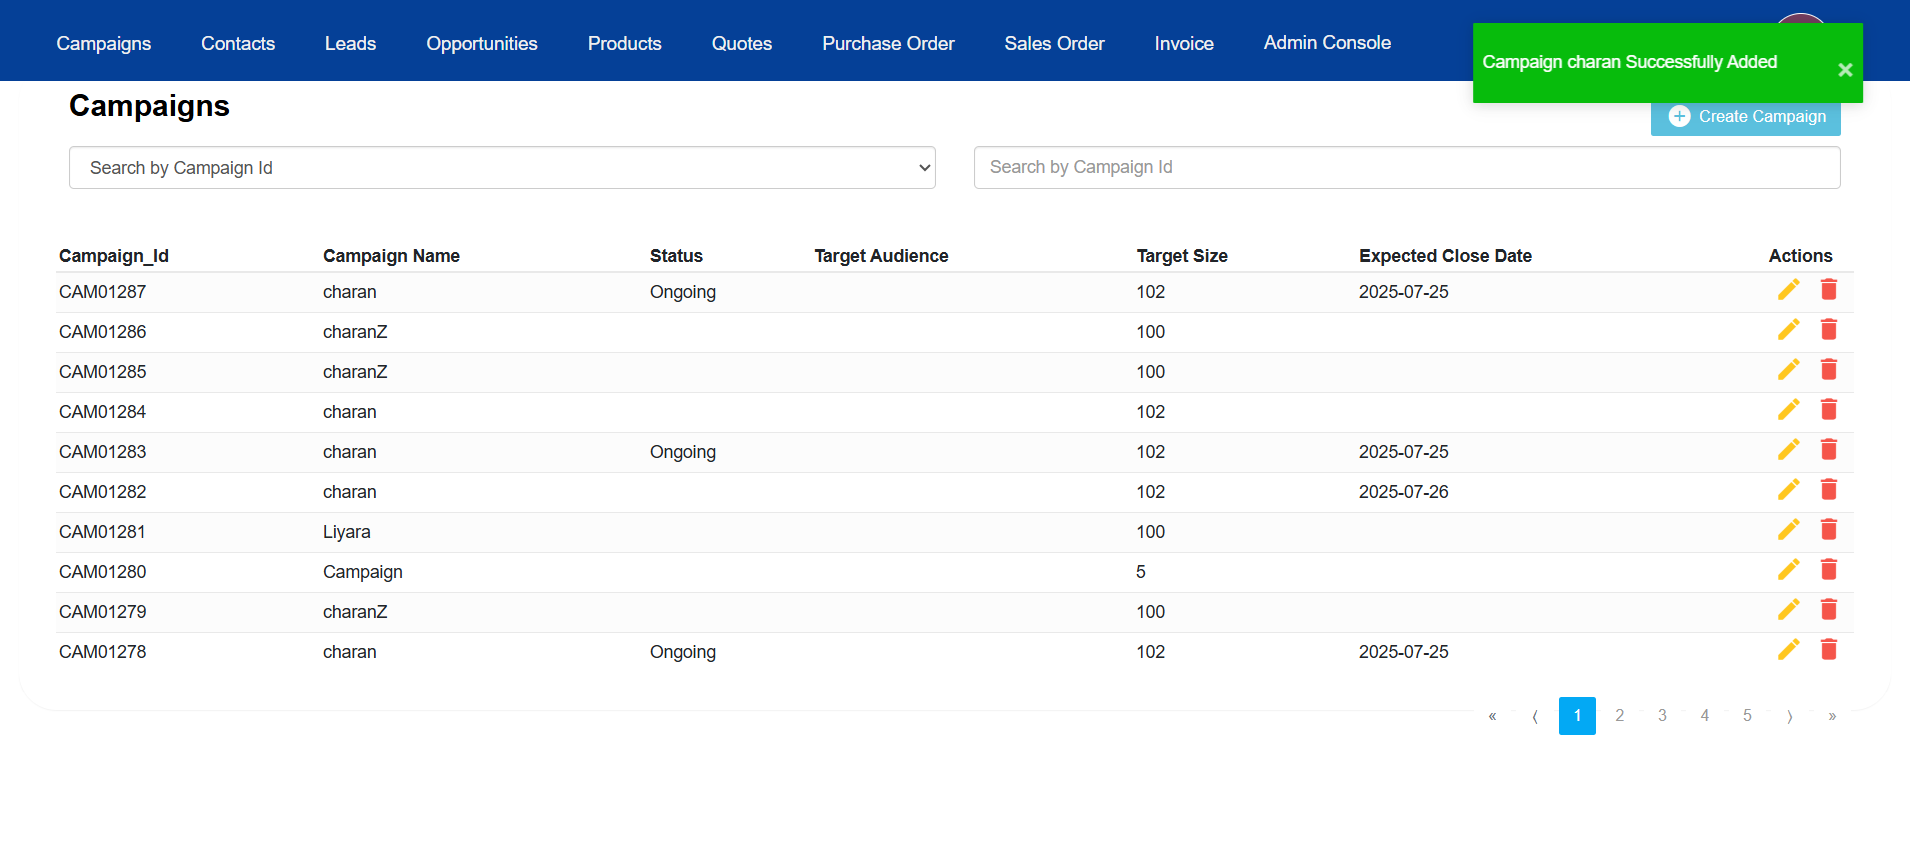 Campaigns Contacts Leads Opportunities Products Quotes Purchase Order Sales Order Invoice Admin Console
Campaign charan Successfully Added ×
Campaigns
Create Campaign
Search by Campaign Id Search by Campaign Id
Campaign_Id Campaign Name Status Target Audience Target Size Expected Close Date Actions
CAM01287 charan Ongoing 102 2025-07-25
CAM01286 charanZ 100
CAM01285 charanZ 100
CAM01284 charan 102
CAM01283 charan Ongoing 102 2025-07-25
CAM01282 charan 102 2025-07-26
CAM01281 Liyara 100
CAM01280 Campaign 5
CAM01279 charanZ 100
CAM01278 charan Ongoing 102 2025-07-25
« ⟨ 1 2 3 4 5 ⟩ »